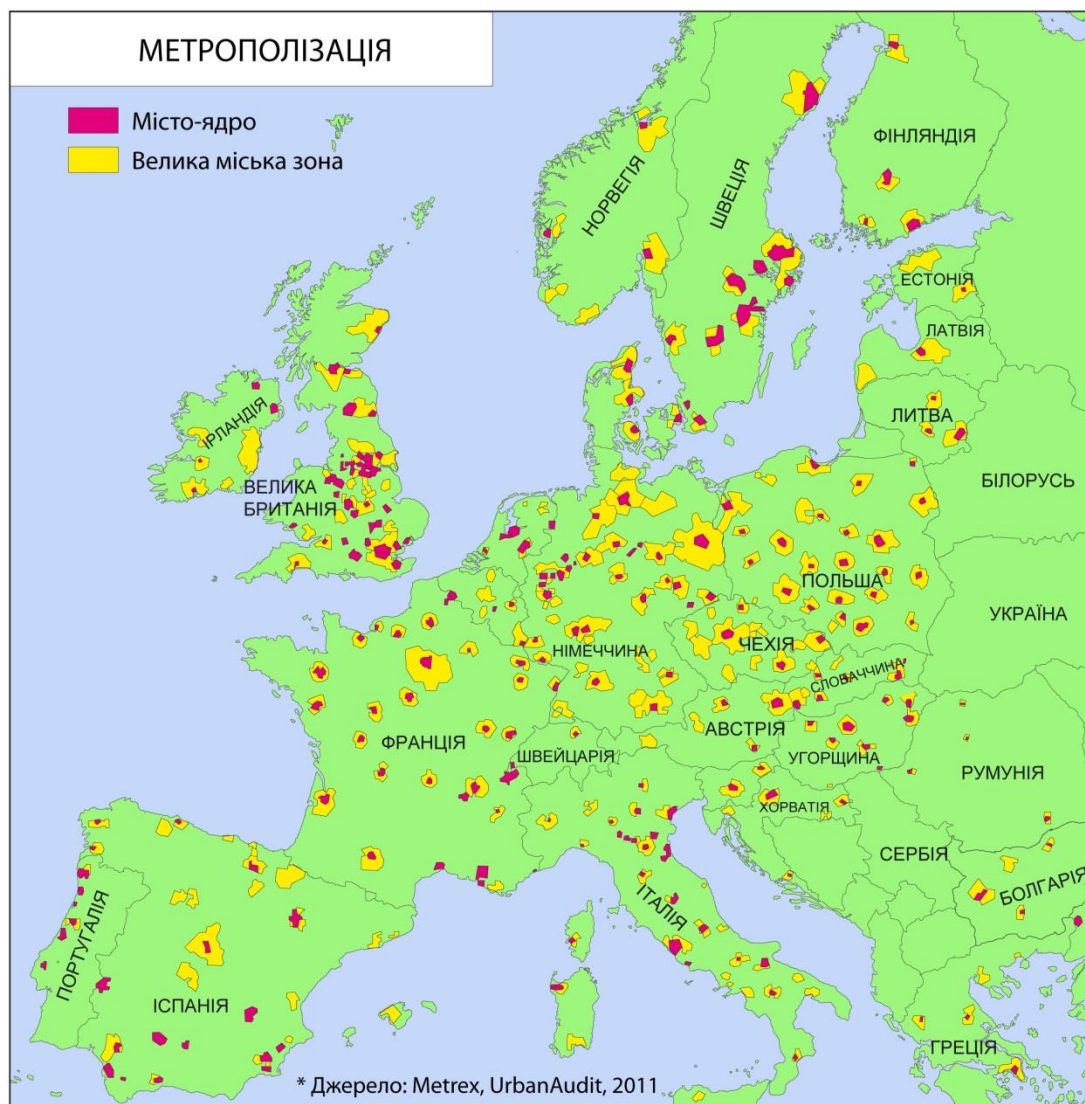 МЕТРОПОЛІЗАЦІЯ
Місто-ядро
Велика міська зона
ФІНЛЯНДІЯ
НОРВЕГІЯ
ШВЕЦІЯ
ЕСТОНІЯ
ЛАТВІЯ
ЛИТВА
ІРЛАНДІЯ
ВЕЛИКА
БРИТАНІЯ
БІЛОРУСЬ
ПОЛЬША
УКРАЇНА
НІМЕЧЧИНА
ЧЕХІЯ
СЛОВАЧЧИНА
АВСТРІЯ
ФРАНЦІЯ
ШВЕЙЦАРІЯ
УГОРЩИНА
РУМУНІЯ
ХОРВАТІЯ
СЕРБІЯ
БОЛГАРІЯ
ІТАЛІЯ
ПОРТУГАЛІЯ
ІСПАНІЯ
ГРЕЦІЯ
* Джерело: Metrex, UrbanAudit, 2011